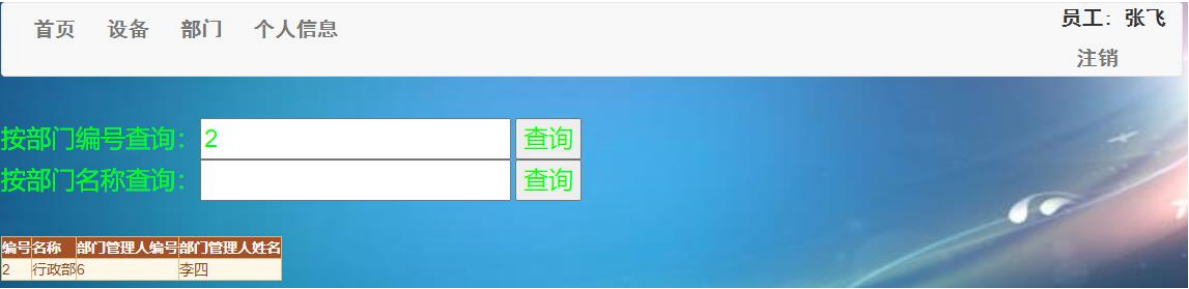 首页 设备 部门 个人信息
员工：张飞
注销
按部门编号查询：2 查询
按部门名称查询： 查询
编号 名称 部门管理人编号 部门管理人姓名
2 行政部 6 李四